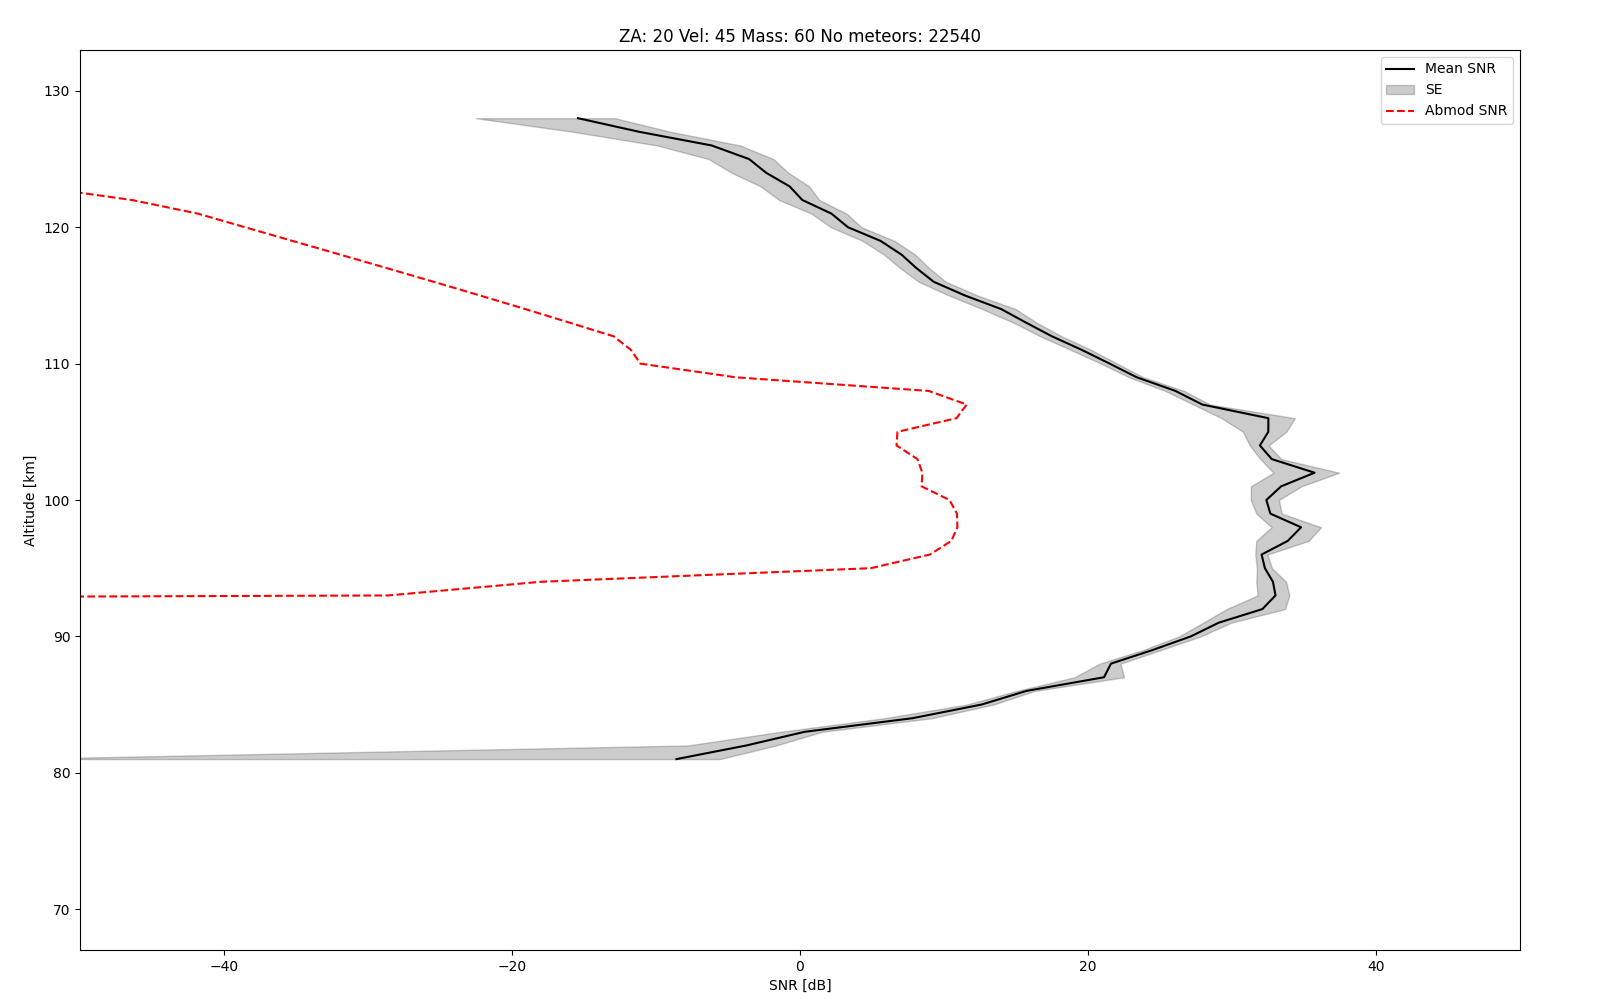 ZA: 20 Vel: 45 Mass: 60 No meteors: 22540
Mean SNR
SE
Abmod SNR
130
120
110
100
90
80
70
Altitude [km]
−40
−20
0
20
40
SNR [dB]